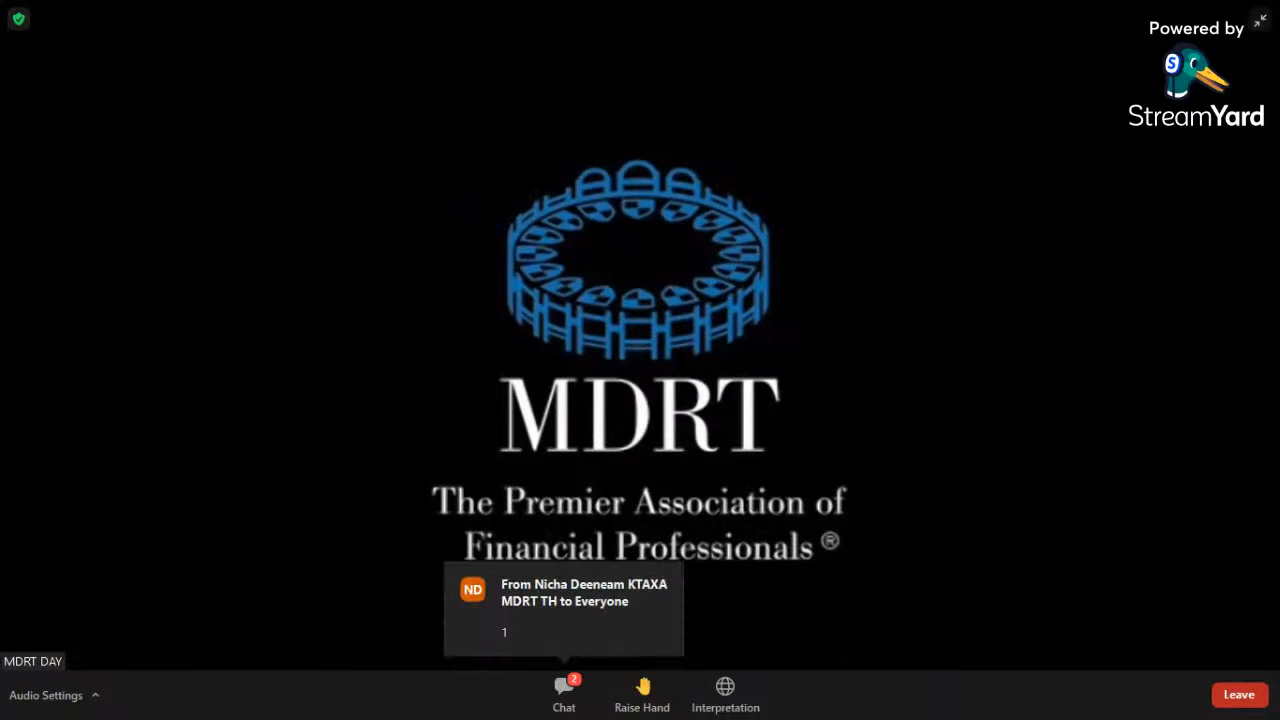 Powered by
S
StreamYard
MDRT
The Premier Association of
Financial Professionals ®
ND
From Nicha Deeneam KTAXA
MDRT TH to Everyone
1
MDRT DAY
Audio Settings
2
Chat
Raise Hand
Interpretation
Leave